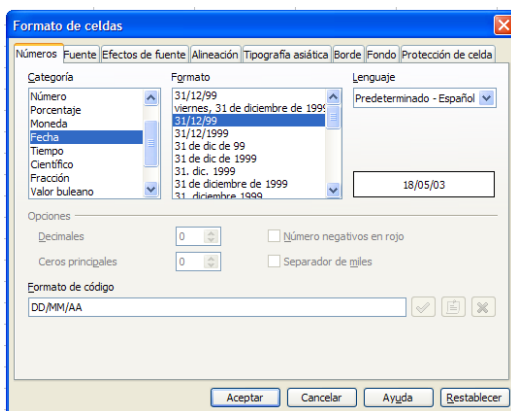 Formato de celdas
Números Fuente Efectos de fuente Alineación Tipografía asiática Borde Fondo Protección de celda
Categoría Formato Lenguaje
Número
Porcentaje
Moneda
Fecha
Tiempo
Científico
Fracción
Valor buleano
31/12/99
viernes, 31 de diciembre de 1999
31/12/99
31/12/1999
31 de dic de 99
31 de dic de 1999
31. dic. 1999
31 de diciembre de 1999
31. diciembre 1999
Predeterminado - Español
18/05/03
Opciones
Decimales 0 Número negativos en rojo
Ceros principales 0 Separador de miles
Formato de código
DD/MM/AA
Aceptar Cancelar Ayuda Restablecer